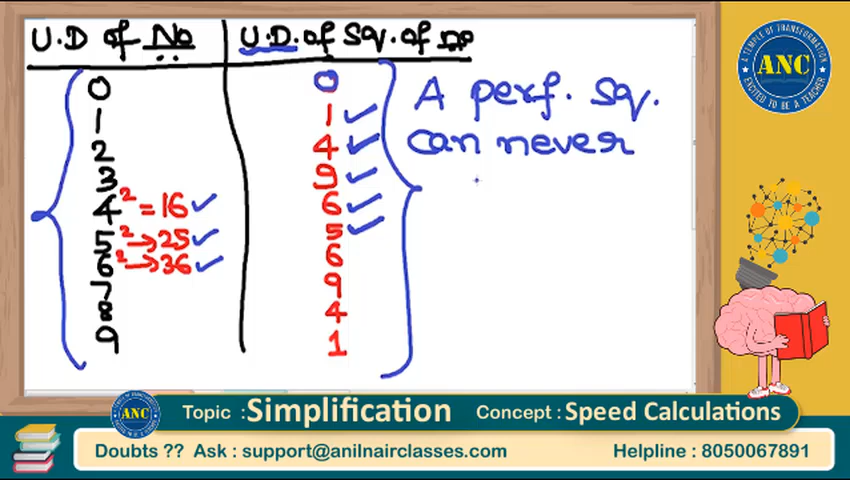 U.D of No
U.D. of Sq. of no
0 0
1 1
2 4
3 9
4² = 16 6
5² → 25 5
6² → 36 6
7 9
8 4
9 1
A perf. sq.
can never
A TEMPLE OF TRANSFORMATION
ANC
EXCITED TO BE A TEACHER
ANC
Topic : Simplification Concept : Speed Calculations
Doubts ?? Ask : support@anilnairclasses.com Helpline : 8050067891